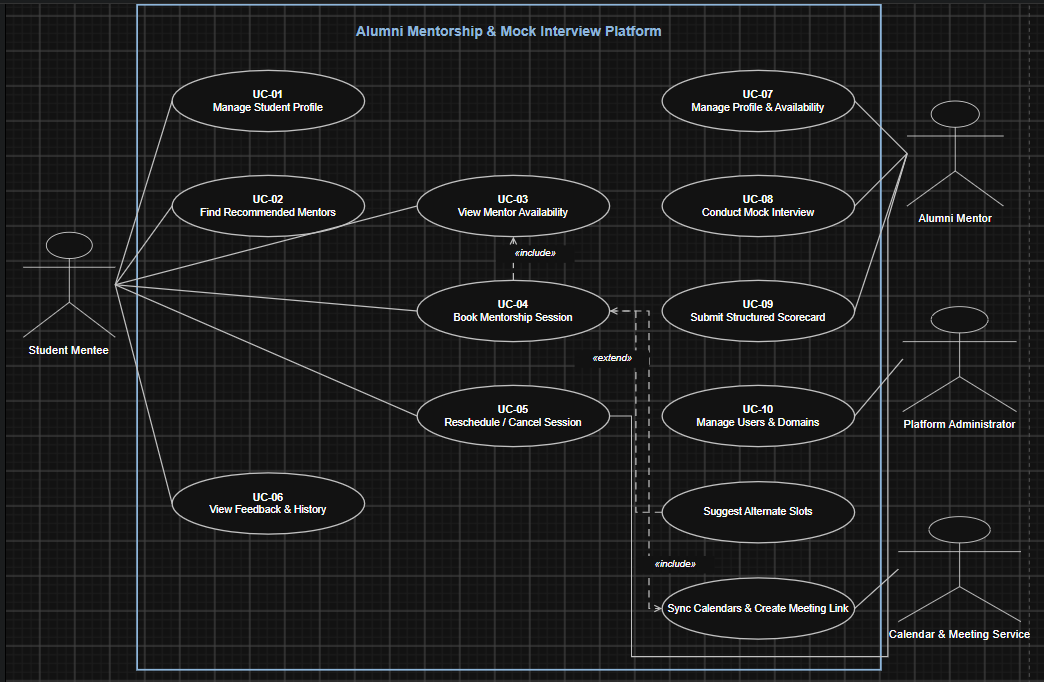 Alumni Mentorship & Mock Interview Platform
UC-01
Manage Student Profile
UC-07
Manage Profile & Availability
UC-02
Find Recommended Mentors
UC-03
View Mentor Availability
UC-08
Conduct Mock Interview
Alumni Mentor
«include»
UC-04
Book Mentorship Session
UC-09
Submit Structured Scorecard
Student Mentee
«extend»
UC-05
Reschedule / Cancel Session
UC-10
Manage Users & Domains
Platform Administrator
UC-06
View Feedback & History
Suggest Alternate Slots
«include»
Sync Calendars & Create Meeting Link
Calendar & Meeting Service